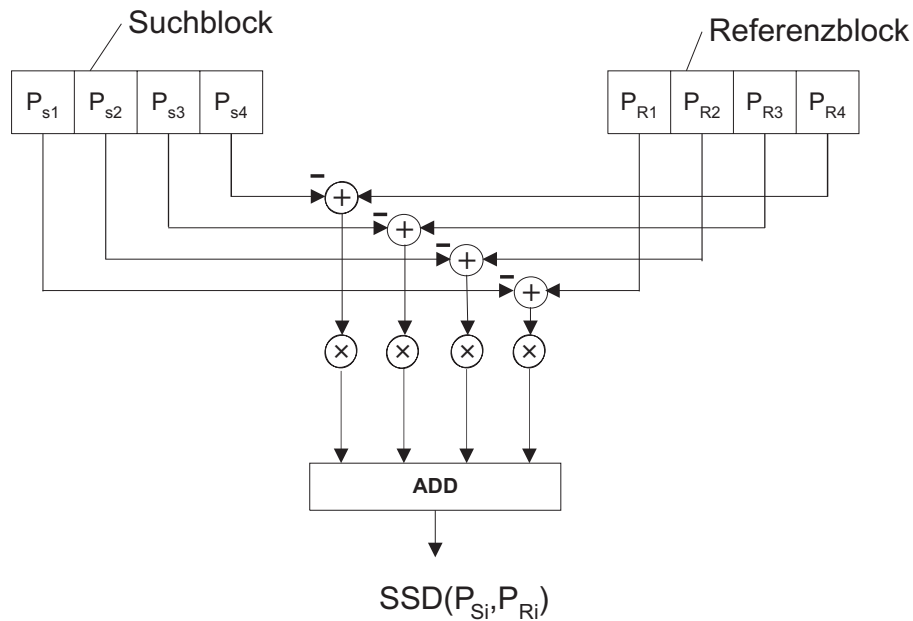 Suchblock
Referenzblock
Ps1 Ps2 Ps3 Ps4
PR1 PR2 PR3 PR4
− +
− +
− +
− +
× × × ×
ADD
SSD(PSi,PRi)